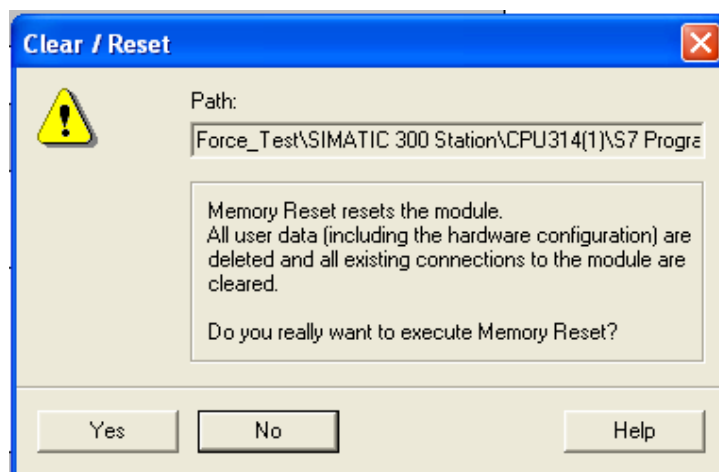 Clear / Reset
Path:
Force_Test\SIMATIC 300 Station\CPU314(1)\S7 Progra
Memory Reset resets the module.
All user data (including the hardware configuration) are
deleted and all existing connections to the module are
cleared.
Do you really want to execute Memory Reset?
Yes
No
Help